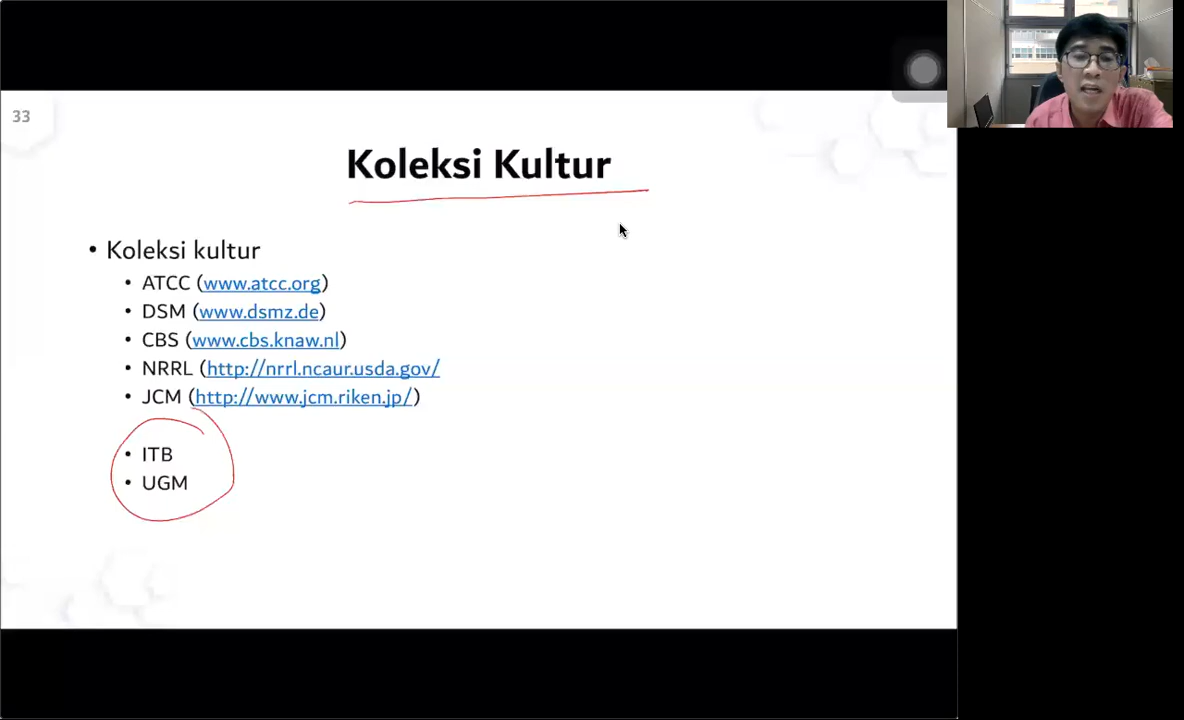 33
Koleksi Kultur
• Koleksi kultur
• ATCC (www.atcc.org)
• DSM (www.dsmz.de)
• CBS (www.cbs.knaw.nl)
• NRRL (http://nrrl.ncaur.usda.gov/
• JCM (http://www.jcm.riken.jp/)
• ITB
• UGM